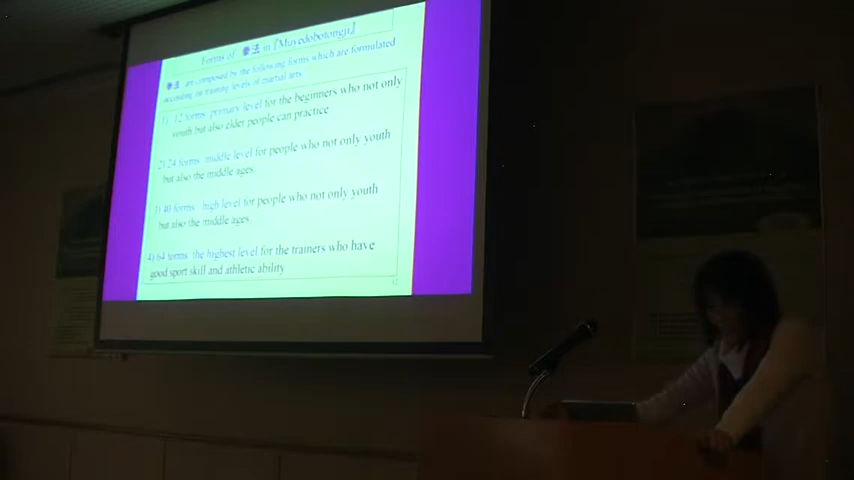 Forms of 拳法 in『Muyedobotongji』
拳法 are composed by the following forms which are formulated
according to training levels of martial arts.
1) 12 forms primary level for the beginners who not only
youth but also elder people can practice
2) 24 forms middle level for people who not only youth
but also the middle ages
3) 40 forms high level for people who not only youth
but also the middle ages
4) 64 forms the highest level for the trainers who have
good sport skill and athletic ability
12